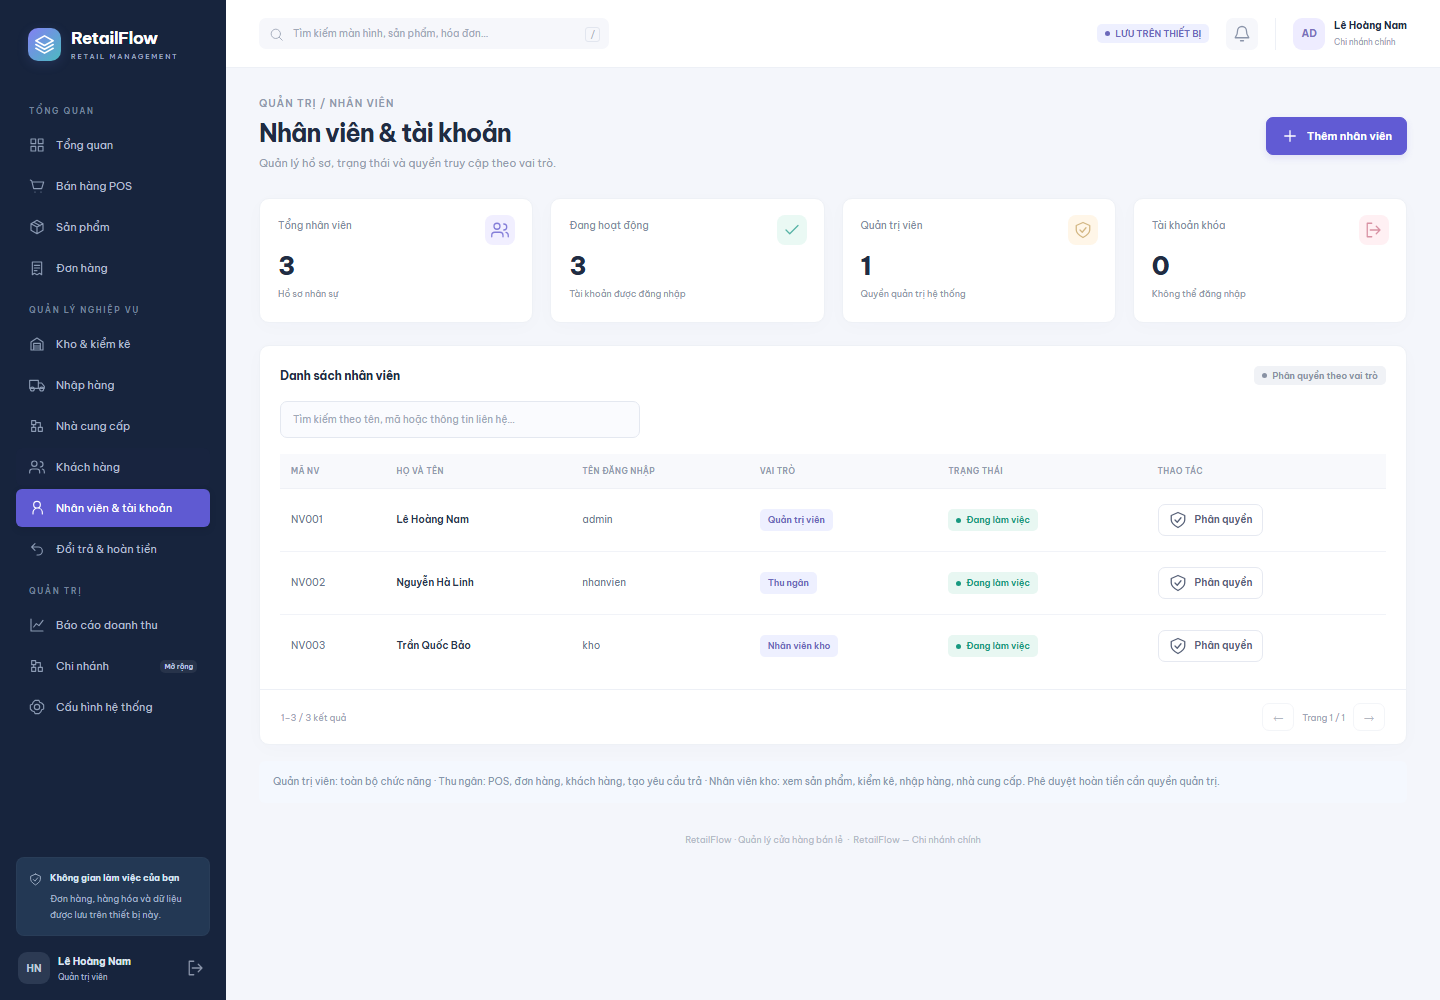 RetailFlow
RETAIL MANAGEMENT
TỔNG QUAN
Tổng quan
Bán hàng POS
Sản phẩm
Đơn hàng
QUẢN LÝ NGHIỆP VỤ
Kho & kiểm kê
Nhập hàng
Nhà cung cấp
Khách hàng
Nhân viên & tài khoản
Đổi trả & hoàn tiền
QUẢN TRỊ
Báo cáo doanh thu
Chi nhánh
Mở rộng
Cấu hình hệ thống
Không gian làm việc của bạn
Đơn hàng, hàng hóa và dữ liệu
được lưu trên thiết bị này.
HN
Lê Hoàng Nam
Quản trị viên
Tìm kiếm màn hình, sản phẩm, hóa đơn...
/
LƯU TRÊN THIẾT BỊ
AD
Lê Hoàng Nam
Chi nhánh chính
QUẢN TRỊ / NHÂN VIÊN
Nhân viên & tài khoản
Quản lý hồ sơ, trạng thái và quyền truy cập theo vai trò.
Thêm nhân viên
Tổng nhân viên
3
Hồ sơ nhân sự
Đang hoạt động
3
Tài khoản được đăng nhập
Quản trị viên
1
Quyền quản trị hệ thống
Tài khoản khóa
0
Không thể đăng nhập
Danh sách nhân viên
Phân quyền theo vai trò
Tìm kiếm theo tên, mã hoặc thông tin liên hệ...
MÃ NV HỌ VÀ TÊN TÊN ĐĂNG NHẬP VAI TRÒ TRẠNG THÁI THAO TÁC
NV001 Lê Hoàng Nam admin Quản trị viên Đang làm việc Phân quyền
NV002 Nguyễn Hà Linh nhanvien Thu ngân Đang làm việc Phân quyền
NV003 Trần Quốc Bảo kho Nhân viên kho Đang làm việc Phân quyền
1–3 / 3 kết quả
← Trang 1 / 1 →
Quản trị viên: toàn bộ chức năng · Thu ngân: POS, đơn hàng, khách hàng, tạo yêu cầu trả · Nhân viên kho: xem sản phẩm, kiểm kê, nhập hàng, nhà cung cấp. Phê duyệt hoàn tiền cần quyền quản trị.
RetailFlow · Quản lý cửa hàng bán lẻ · RetailFlow — Chi nhánh chính